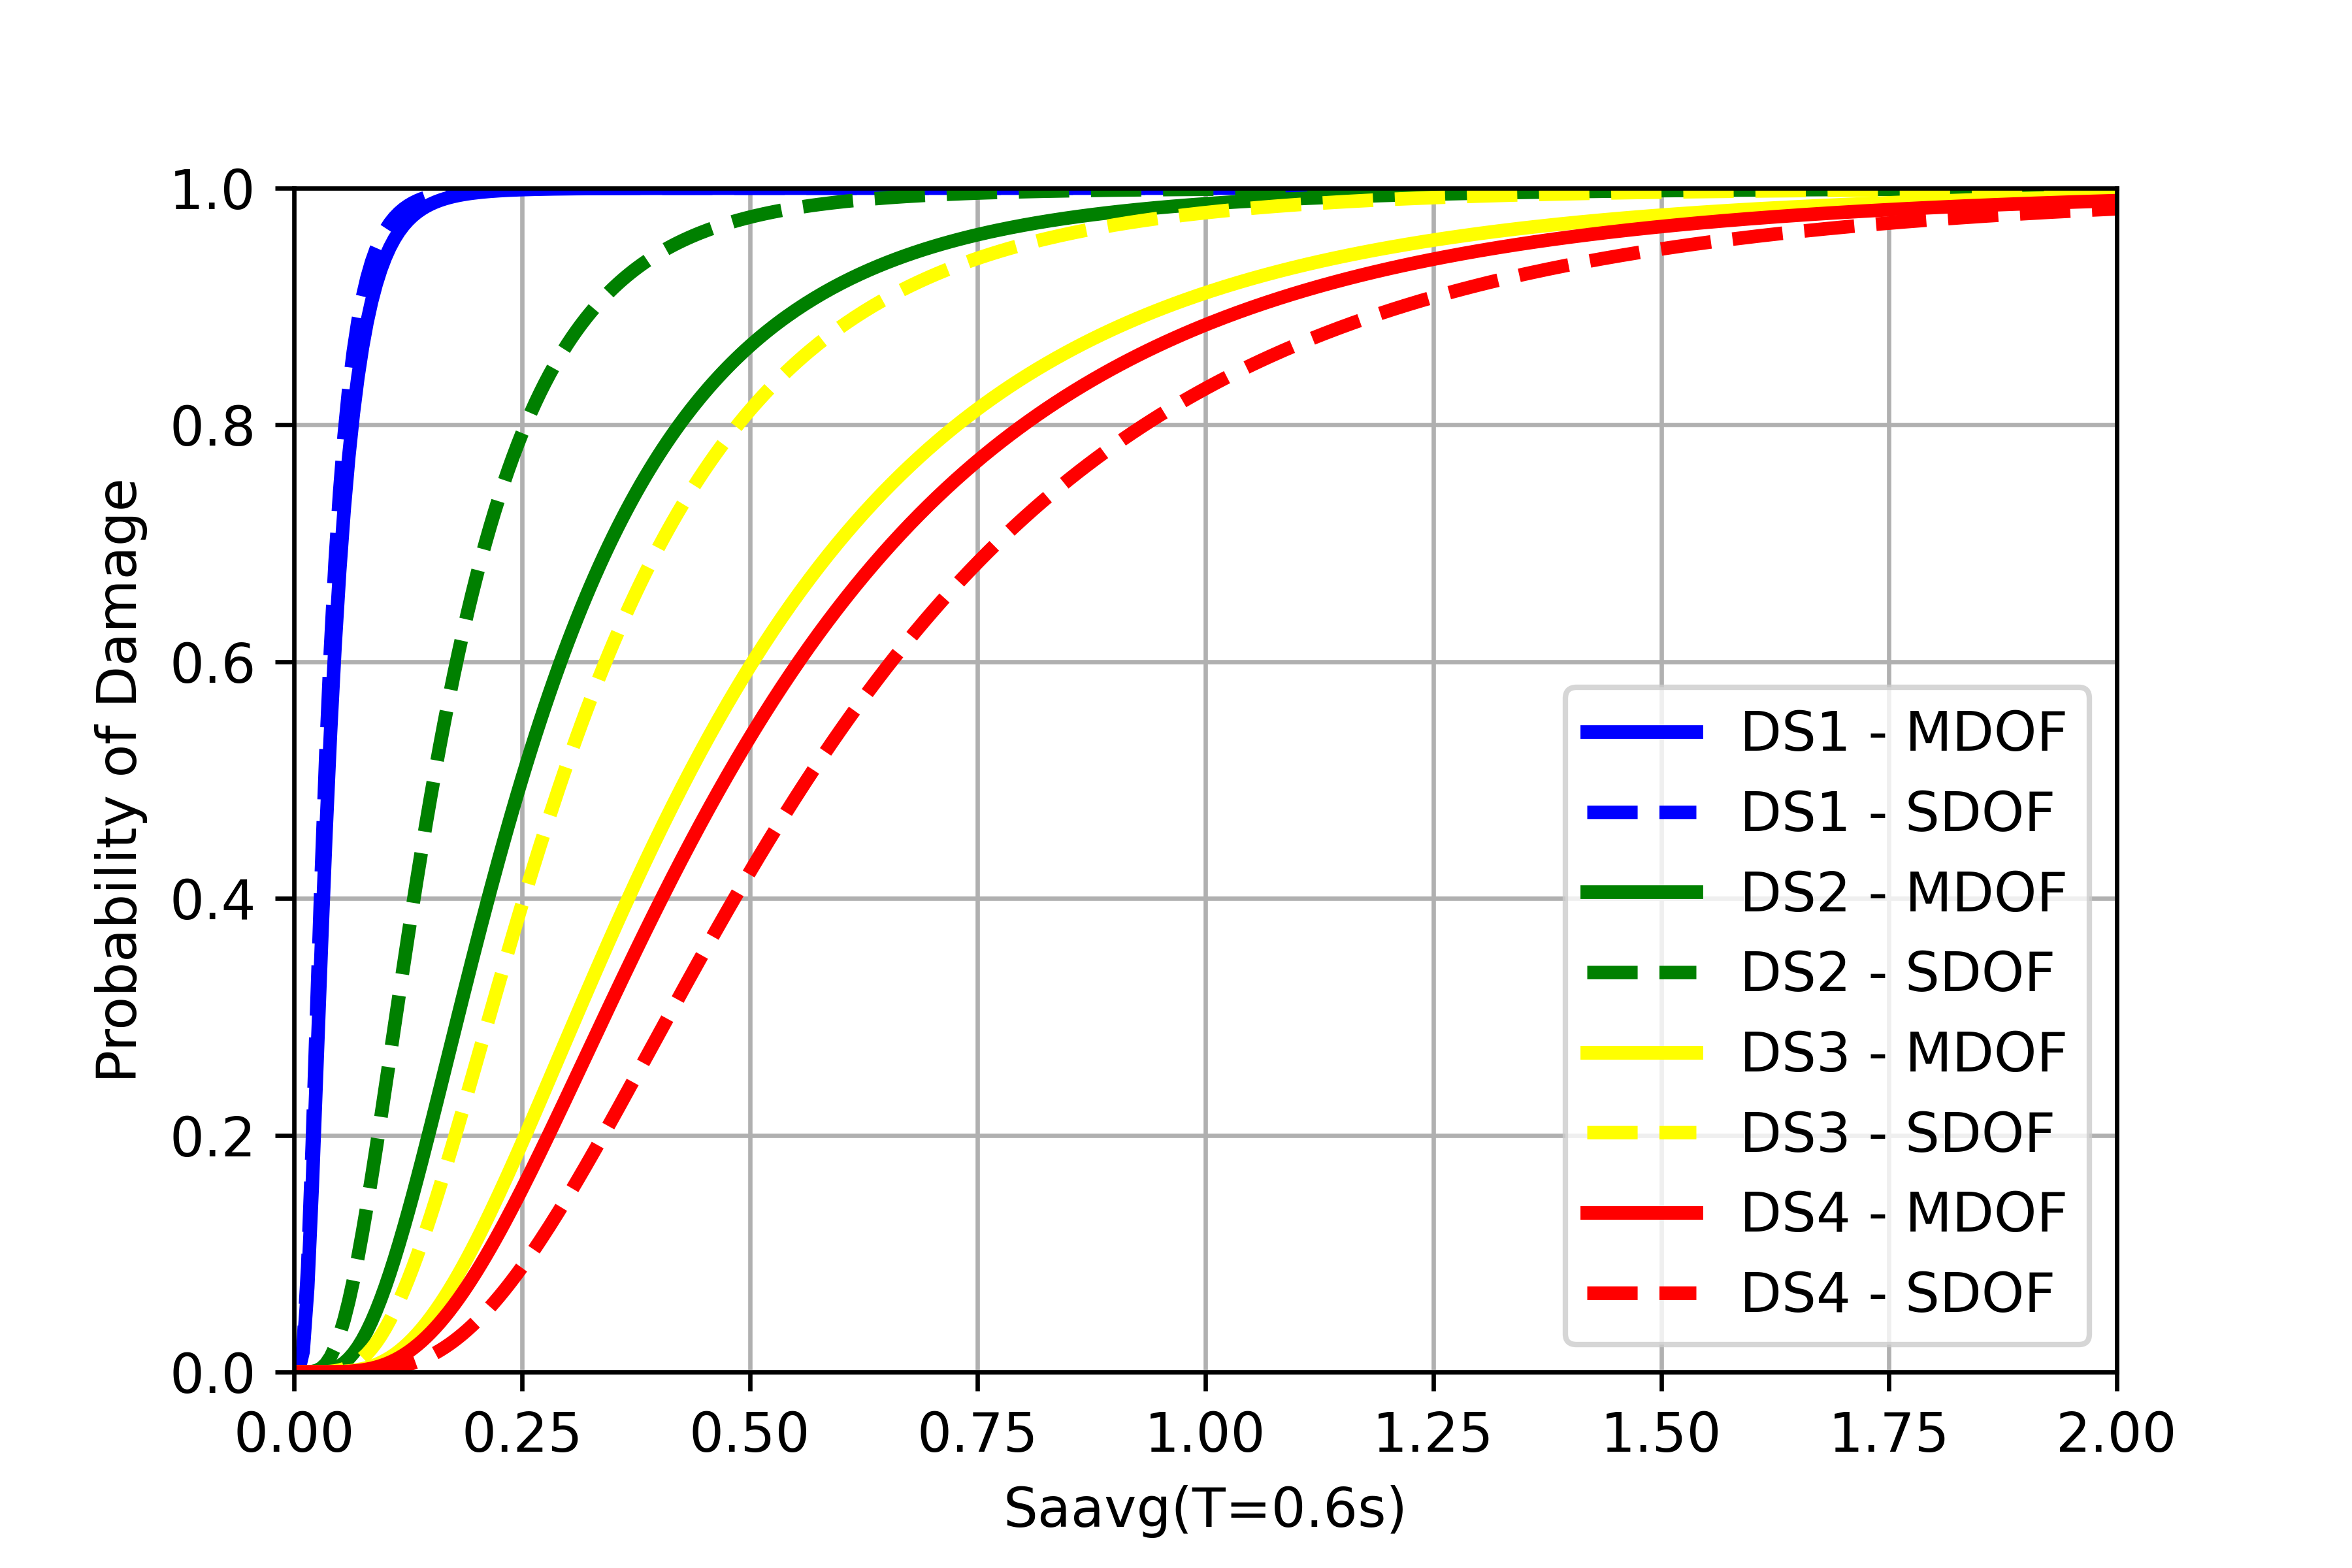 1.0
0.8
0.6
0.4
0.2
0.0
Probability of Damage
0.00 0.25 0.50 0.75 1.00 1.25 1.50 1.75 2.00
Saavg(T=0.6s)
DS1 - MDOF
DS1 - SDOF
DS2 - MDOF
DS2 - SDOF
DS3 - MDOF
DS3 - SDOF
DS4 - MDOF
DS4 - SDOF